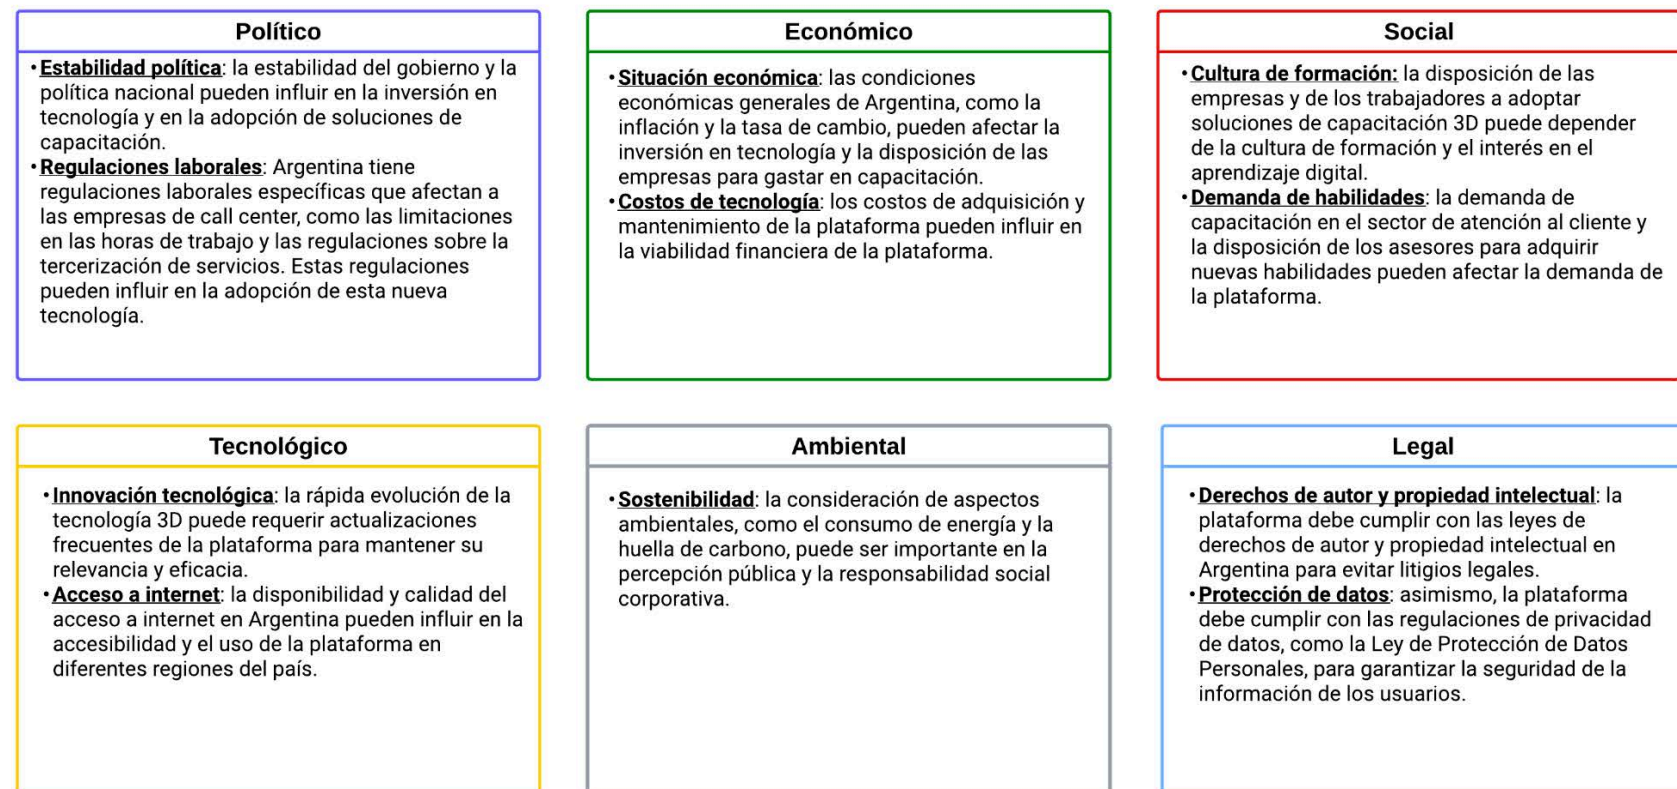 Político
• Estabilidad política: la estabilidad del gobierno y la
política nacional pueden influir en la inversión en
tecnología y en la adopción de soluciones de
capacitación.
• Regulaciones laborales: Argentina tiene
regulaciones laborales específicas que afectan a
las empresas de call center, como las limitaciones
en las horas de trabajo y las regulaciones sobre la
tercerización de servicios. Estas regulaciones
pueden influir en la adopción de esta nueva
tecnología.
Económico
• Situación económica: las condiciones
económicas generales de Argentina, como la
inflación y la tasa de cambio, pueden afectar la
inversión en tecnología y la disposición de las
empresas para gastar en capacitación.
• Costos de tecnología: los costos de adquisición y
mantenimiento de la plataforma pueden influir en
la viabilidad financiera de la plataforma.
Social
• Cultura de formación: la disposición de las
empresas y de los trabajadores a adoptar
soluciones de capacitación 3D puede depender
de la cultura de formación y el interés en el
aprendizaje digital.
• Demanda de habilidades: la demanda de
capacitación en el sector de atención al cliente y
la disposición de los asesores para adquirir
nuevas habilidades pueden afectar la demanda de
la plataforma.
Tecnológico
• Innovación tecnológica: la rápida evolución de la
tecnología 3D puede requerir actualizaciones
frecuentes de la plataforma para mantener su
relevancia y eficacia.
• Acceso a internet: la disponibilidad y calidad del
acceso a internet en Argentina pueden influir en la
accesibilidad y el uso de la plataforma en
diferentes regiones del país.
Ambiental
• Sostenibilidad: la consideración de aspectos
ambientales, como el consumo de energía y la
huella de carbono, puede ser importante en la
percepción pública y la responsabilidad social
corporativa.
Legal
• Derechos de autor y propiedad intelectual: la
plataforma debe cumplir con las leyes de
derechos de autor y propiedad intelectual en
Argentina para evitar litigios legales.
• Protección de datos: asimismo, la plataforma
debe cumplir con las regulaciones de privacidad
de datos, como la Ley de Protección de Datos
Personales, para garantizar la seguridad de la
información de los usuarios.